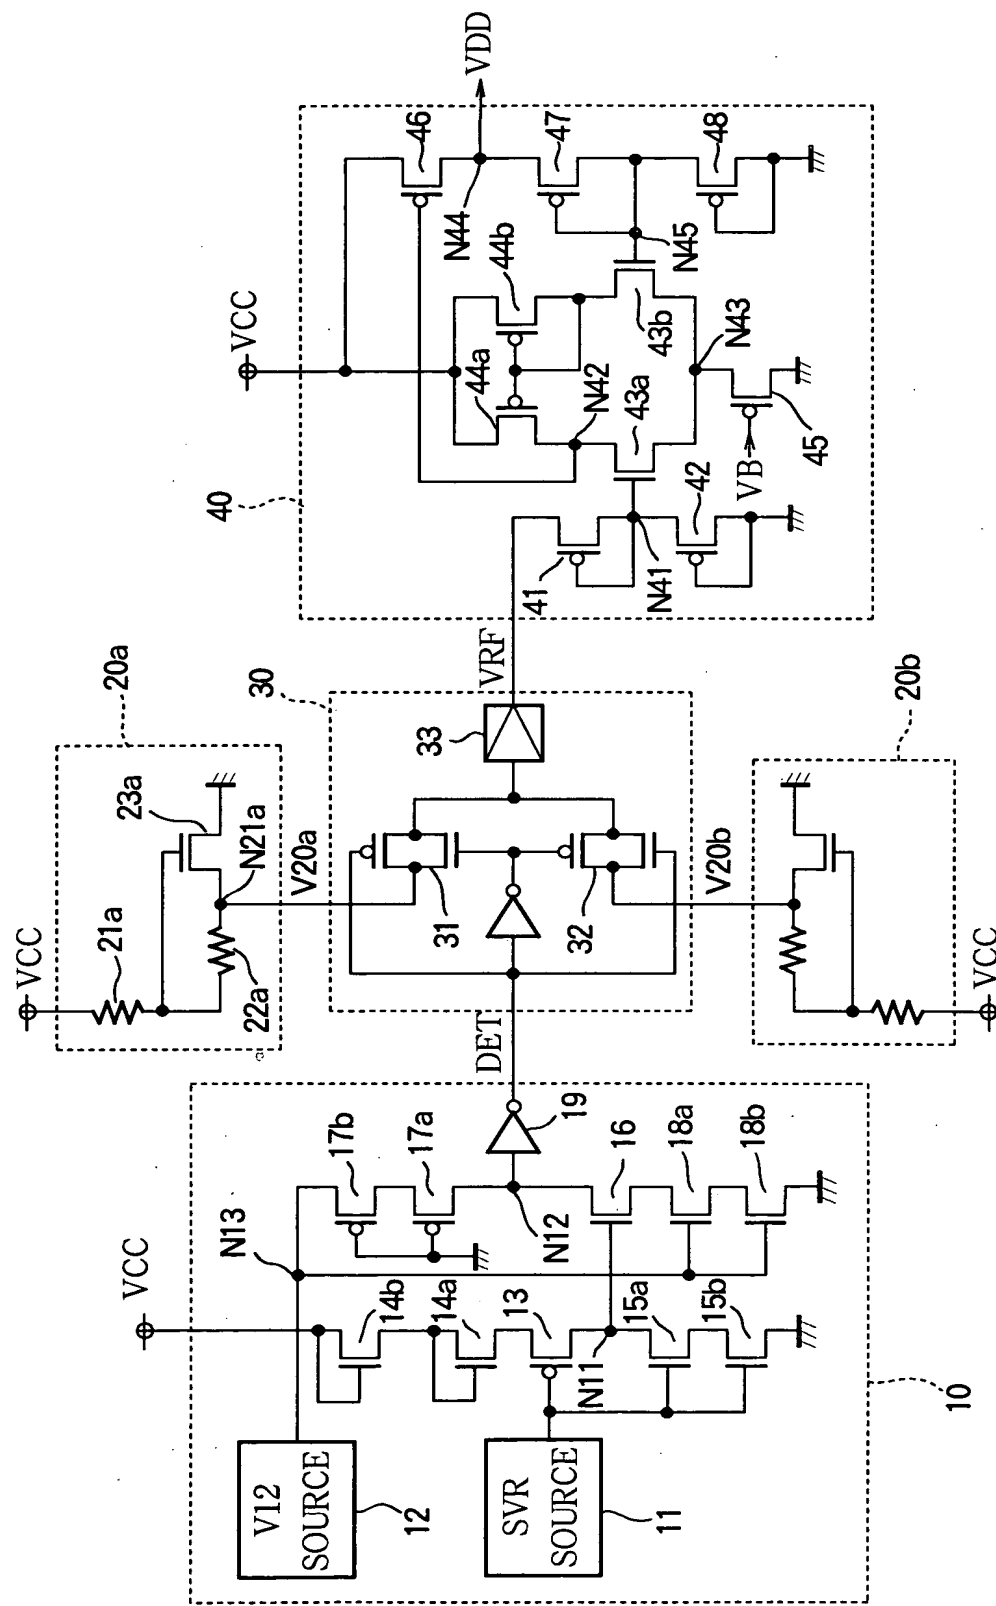 VCC
21a
22a
23a
N21a
20a
V20a
VCC
N13
V12
SOURCE
12
SVR
SOURCE
11
14b
14a
13
N11
15a
15b
17b
17a
N12
16
18a
18b
19
10
DET
30
31
32
33
VRF
V20b
20b
VCC
40
VCC
41
N41
42
44a
44b
N42
43a
43b
N43
VB
45
N44
N45
46
47
48
VDD